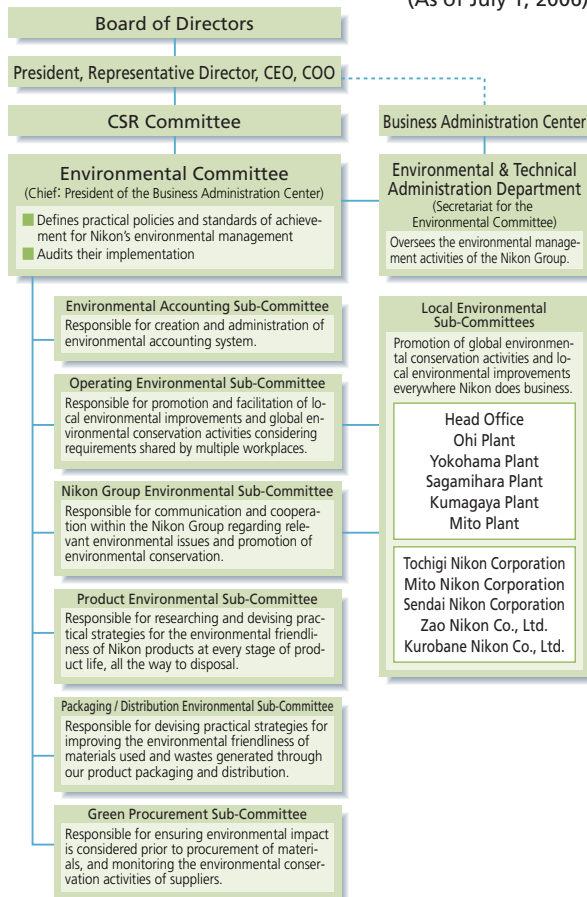 (As of July 1, 2006)
Board of Directors
President, Representative Director, CEO, COO
CSR Committee
Business Administration Center
Environmental Committee
(Chief: President of the Business Administration Center)
Defines practical policies and standards of achieve-
ment for Nikon's environmental management
Audits their implementation
Environmental & Technical
Administration Department
(Secretariat for the
Environmental Committee)
Oversees the environmental manage-
ment activities of the Nikon Group.
Environmental Accounting Sub-Committee
Responsible for creation and administration of
environmental accounting system.
Operating Environmental Sub-Committee
Responsible for promotion and facilitation of lo-
cal environmental improvements and global en-
vironmental conservation activities considering
requirements shared by multiple workplaces.
Nikon Group Environmental Sub-Committee
Responsible for communication and coopera-
tion within the Nikon Group regarding rele-
vant environmental issues and promotion of
environmental conservation.
Product Environmental Sub-Committee
Responsible for researching and devising prac-
tical strategies for the environmental friendli-
ness of Nikon products at every stage of prod-
uct life, all the way to disposal.
Packaging / Distribution Environmental Sub-Committee
Responsible for devising practical strategies for
improving the environmental friendliness of
materials used and wastes generated through
our product packaging and distribution.
Green Procurement Sub-Committee
Responsible for ensuring environmental impact
is considered prior to procurement of materi-
als, and monitoring the environmental conser-
vation activities of suppliers.
Local Environmental
Sub-Committees
Promotion of global environmen-
tal conservation activities and lo-
cal environmental improvements
everywhere Nikon does business.
Head Office
Ohi Plant
Yokohama Plant
Sagamihara Plant
Kumagaya Plant
Mito Plant
Tochigi Nikon Corporation
Mito Nikon Corporation
Sendai Nikon Corporation
Zao Nikon Co., Ltd.
Kurobane Nikon Co., Ltd.